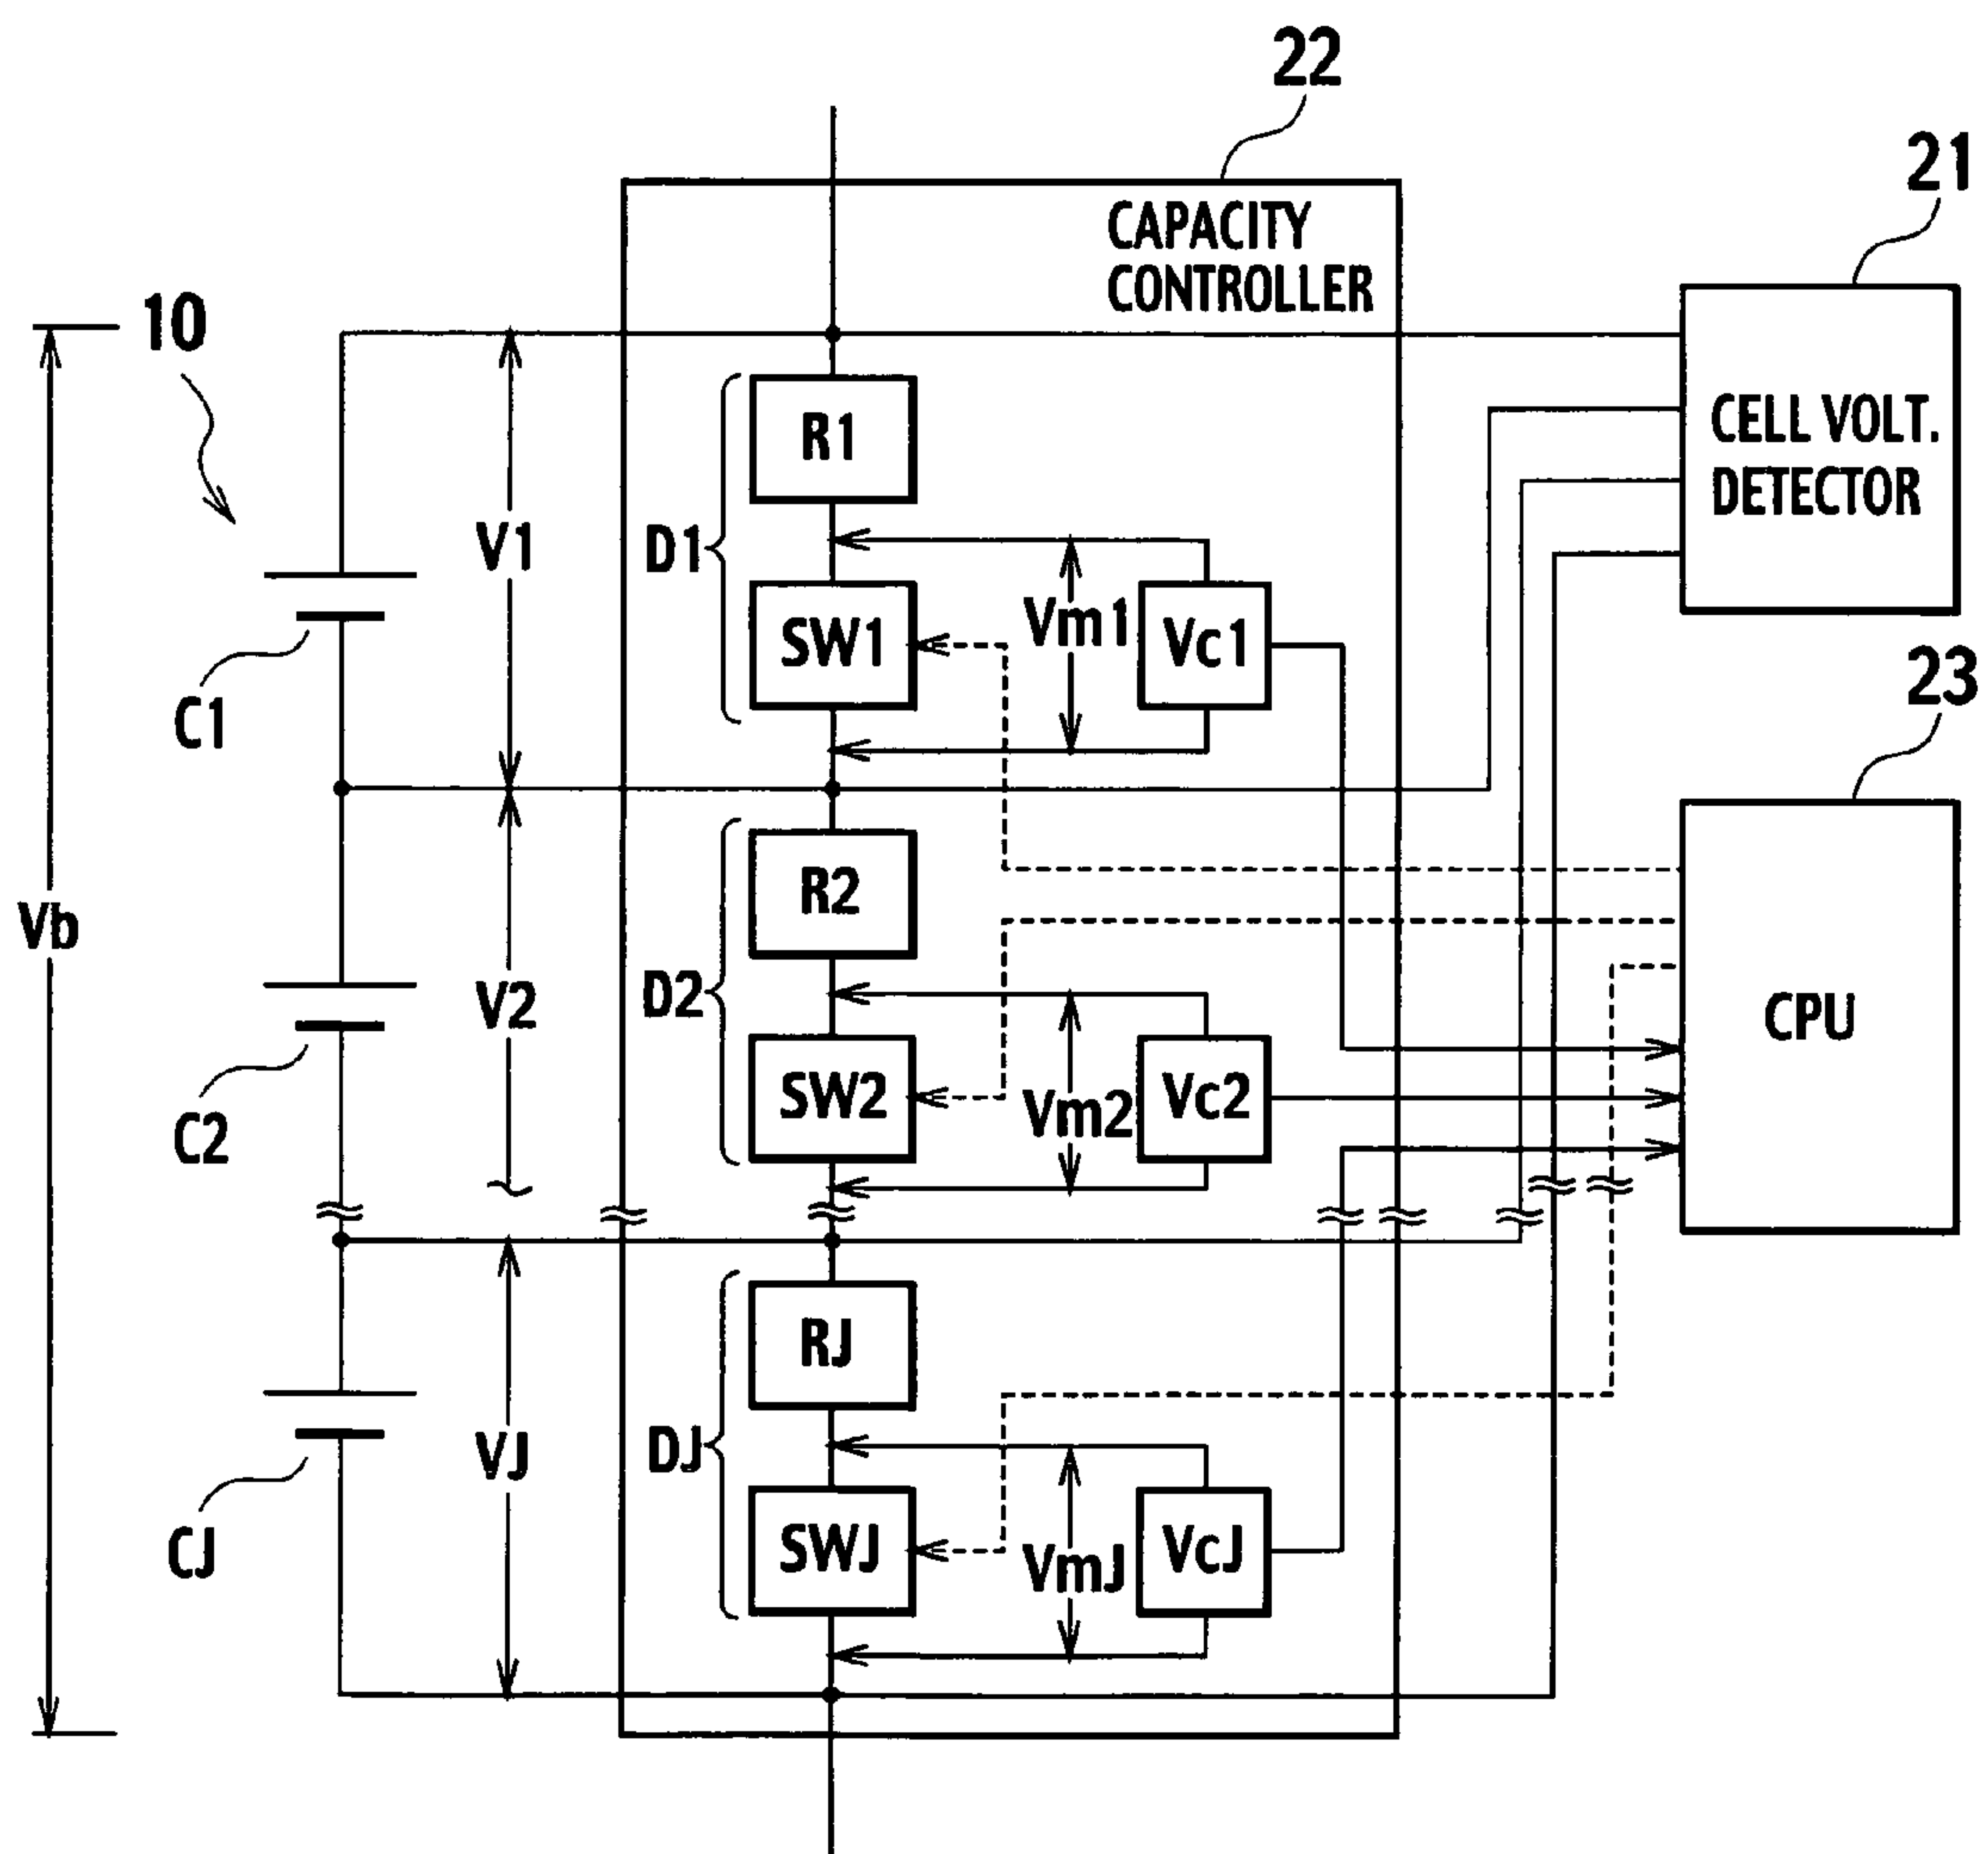 22
21
CAPACITY
CONTROLLER
10
R1
CELL VOLT.
DETECTOR
V1
D1
SW1
Vm1
Vc1
23
C1
R2
Vb
V2
D2
CPU
SW2
Vm2
Vc2
C2
RJ
VJ
DJ
SWJ
VmJ
VcJ
CJ